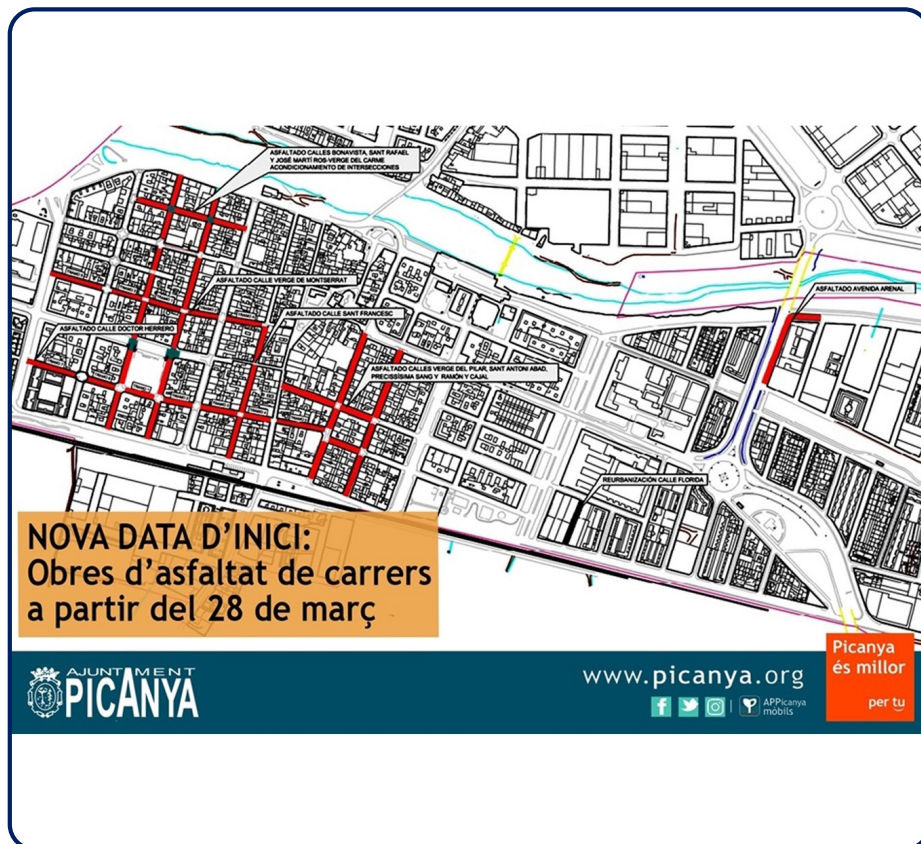 ASFALTADO CALLES BONAVISTA, SANT RAFAEL
Y JOSÉ MARTÍ ROS-VERGE DEL CARME
ACONDICIONAMIENTO DE INTERSECCIONES
ASFALTADO CALLE VERGE DE MONTSERRAT
ASFALTADO AVENIDA ARENAL
ASFALTADO CALLE SANT FRANCESC
ASFALTADO CALLE DOCTOR HERRERO
ASFALTADO CALLES VERGE DEL PILAR, SANT ANTONI ABAD,
PRECISSÍSIMA SANG Y RAMÓN Y CAJAL
REURBANIZACIÓN CALLE FLORIDA
NOVA DATA D'INICI:
Obres d'asfaltat de carrers
a partir del 28 de març
AJUNTAMENT
PICANYA
www.picanya.org
APPicanya
mòbils
Picanya
és millor
per tu